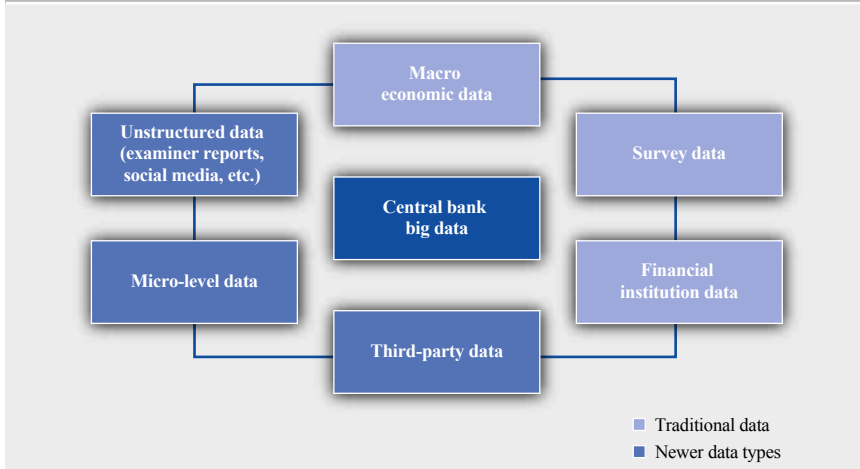 Macro
economic data
Unstructured data
(examiner reports,
social media, etc.)
Survey data
Central bank
big data
Micro-level data
Financial
institution data
Third-party data
Traditional data
Newer data types